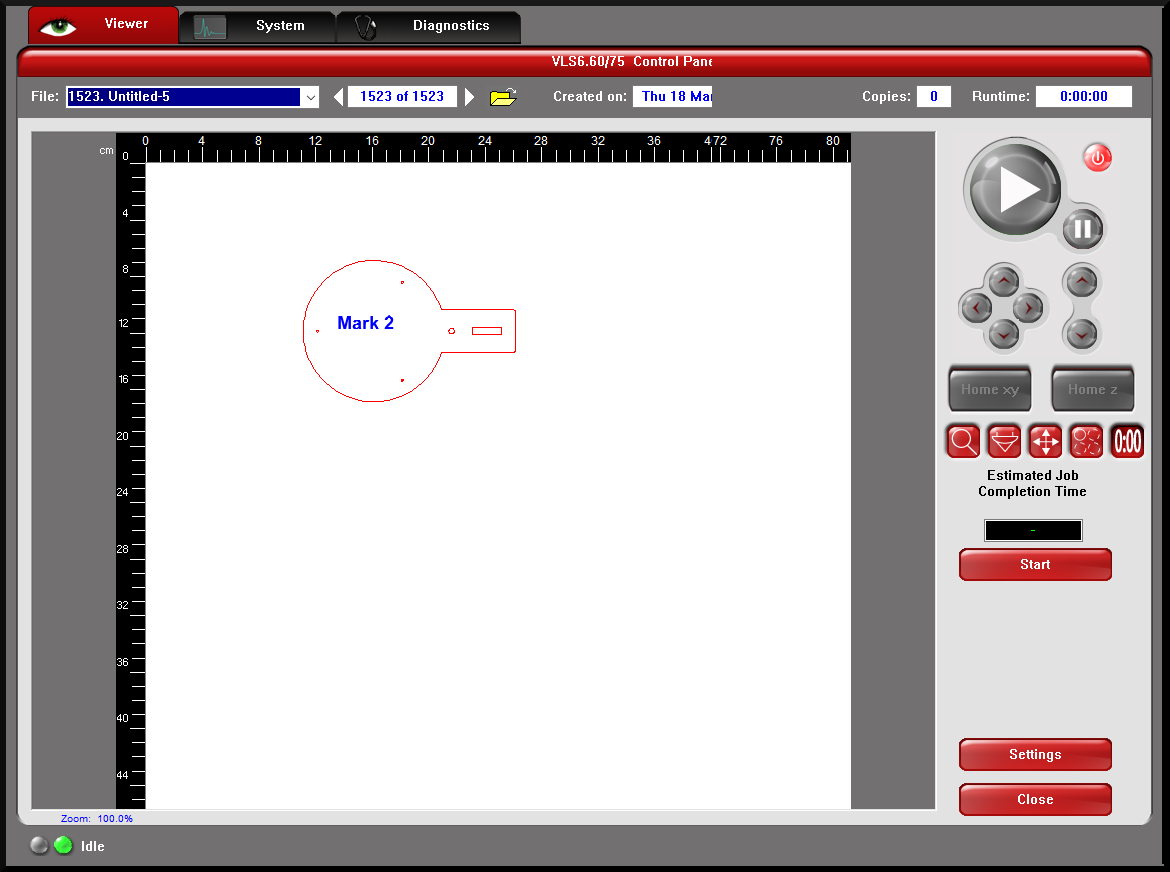 Viewer System Diagnostics
VLS6.60/75 Control Pane
File: 1523. Untitled-5 1523 of 1523 Created on: Thu 18 Mar Copies: 0 Runtime: 0:00:00
cm 0 4 8 12 16 20 24 28 32 36 472 76 80
0
4
8
12
16
20
24
28
32
36
40
44
Mark 2
Home xy Home z
0:00
Estimated Job
Completion Time
-
Start
Settings
Close
Zoom: 100.0%
Idle